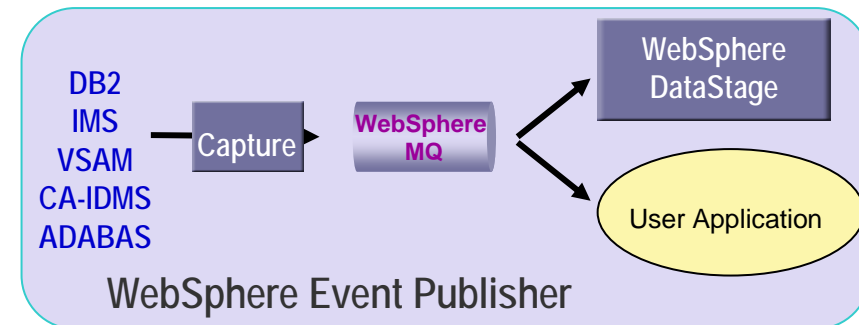 DB2
IMS
VSAM
CA-IDMS
ADABAS
Capture
WebSphere
MQ
WebSphere
DataStage
User Application
WebSphere Event Publisher